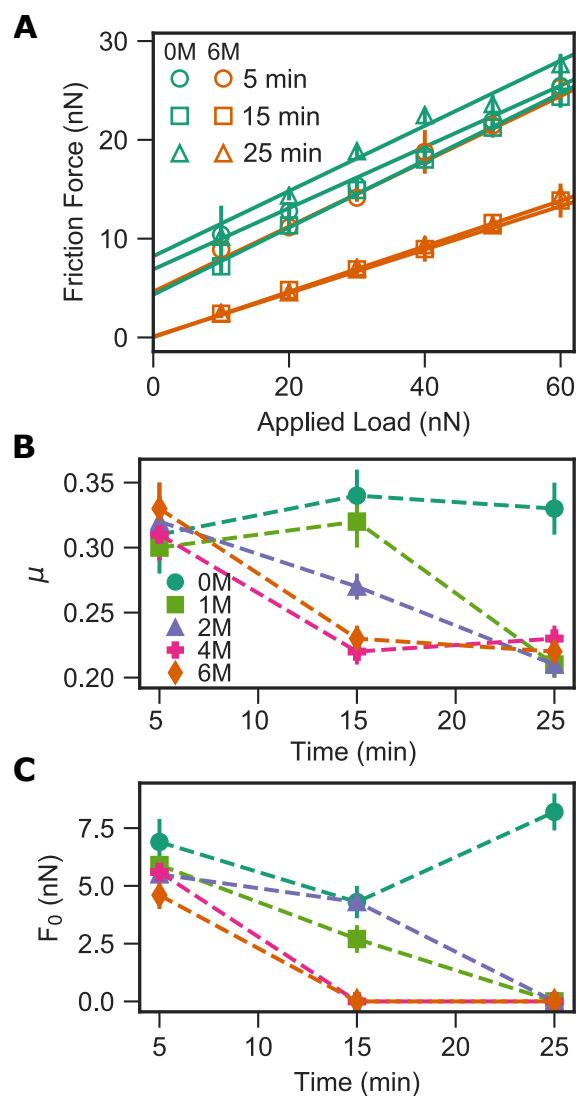 A
30
20
10
0
Friction Force (nN)
0M 6M
5 min
15 min
25 min
0 20 40 60
Applied Load (nN)
B
0.35
0.30
0.25
0.20
μ
0M
1M
2M
4M
6M
5 10 15 20 25
Time (min)
C
7.5
5.0
2.5
0.0
F₀ (nN)
5 10 15 20 25
Time (min)